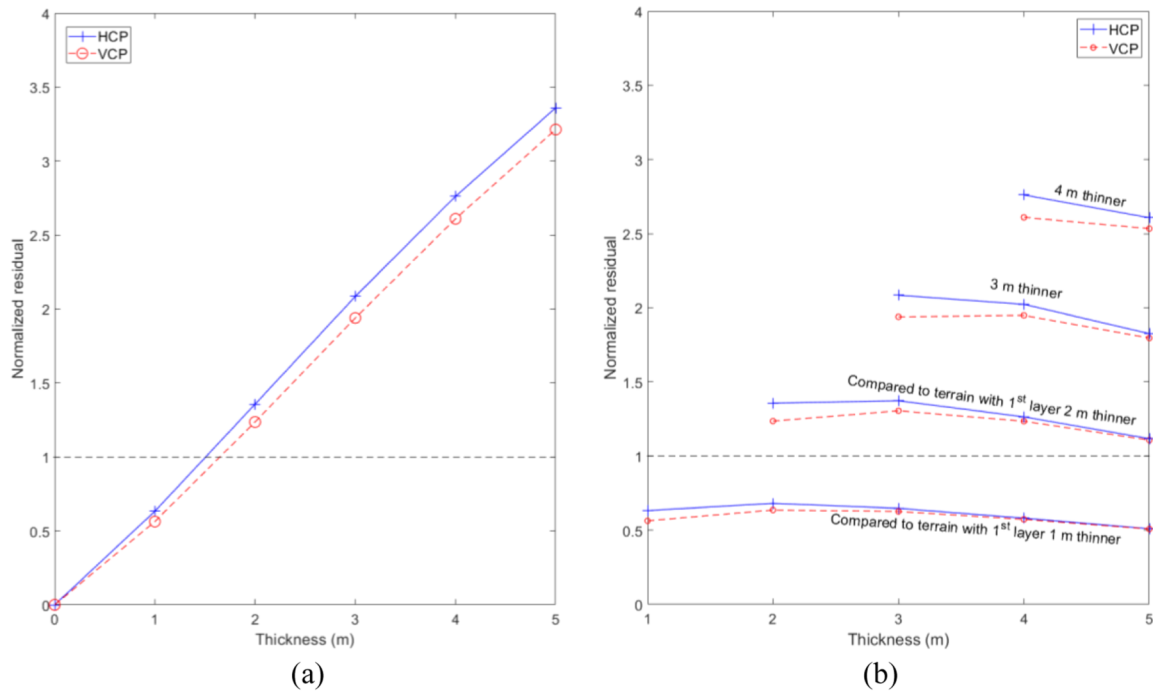 4
3.5
3
2.5
2
1.5
1
0.5
0
Normalized residual
HCP
VCP
0 1 2 3 4 5
Thickness (m)
(a)
4
3.5
3
2.5
2
1.5
1
0.5
0
Normalized residual
HCP
VCP
4 m thinner
3 m thinner
Compared to terrain with 1st layer 2 m thinner
Compared to terrain with 1st layer 1 m thinner
1 2 3 4 5
Thickness (m)
(b)